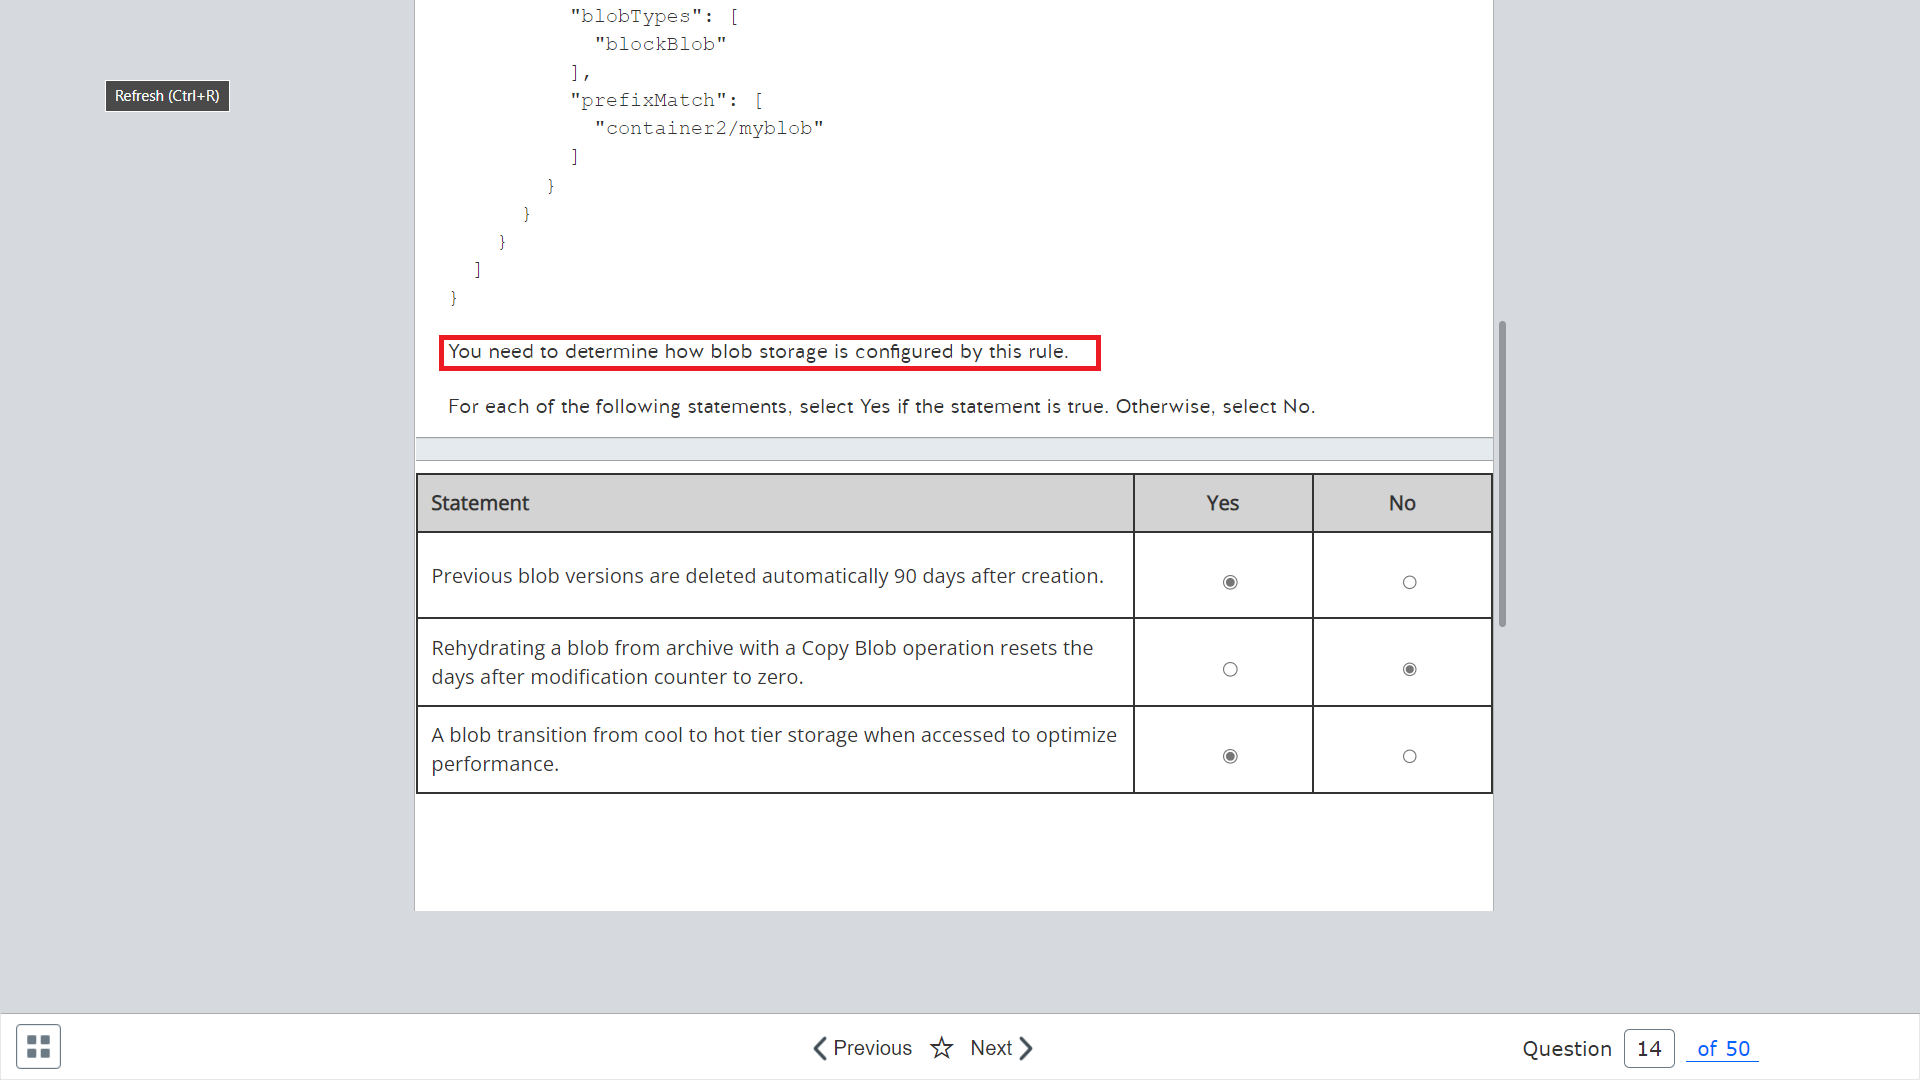 "blobTypes": [
"blockBlob"
],
Refresh (Ctrl+R)
"prefixMatch": [
"container2/myblob"
]
}
}
}
]
}
You need to determine how blob storage is configured by this rule.
For each of the following statements, select Yes if the statement is true. Otherwise, select No.
Statement Yes No
Previous blob versions are deleted automatically 90 days after creation.
Rehydrating a blob from archive with a Copy Blob operation resets the
days after modification counter to zero.
A blob transition from cool to hot tier storage when accessed to optimize
performance.
Previous Next Question 14 of 50